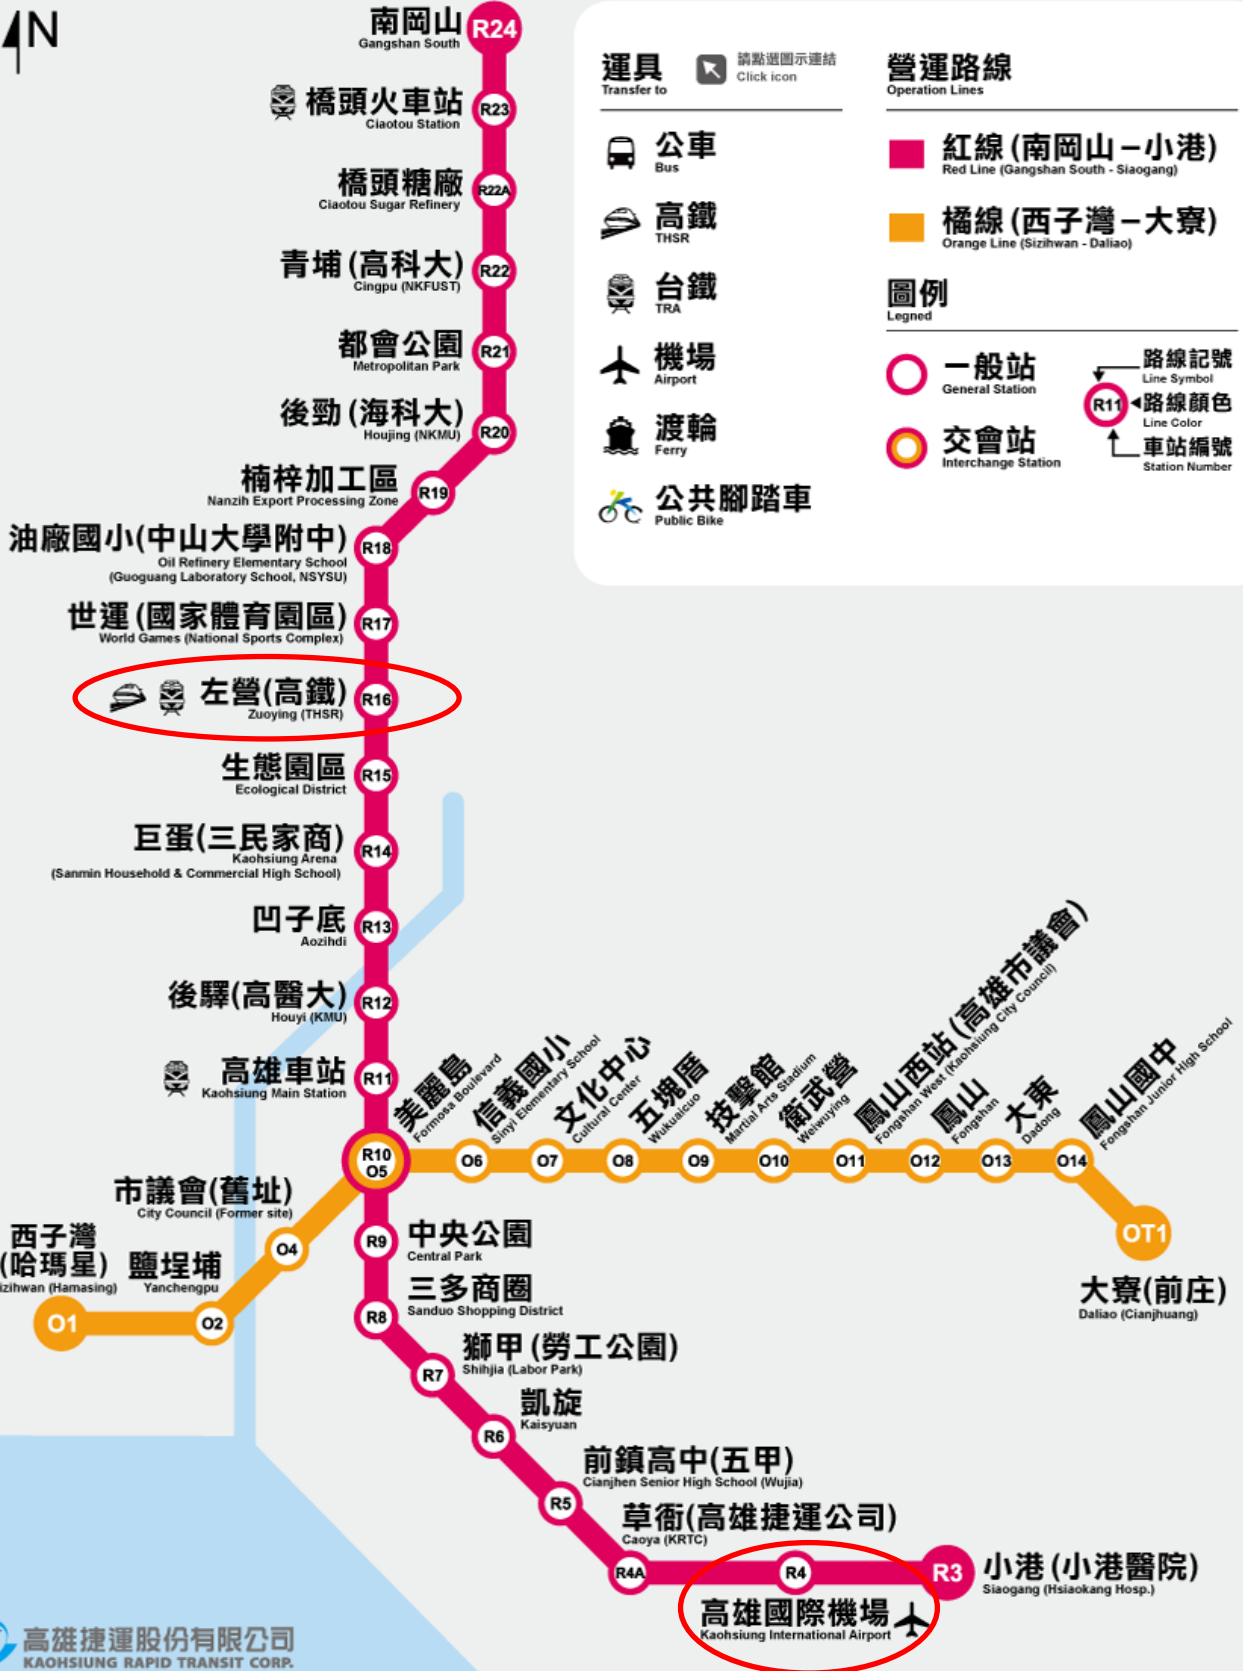 N
南岡山
Gangshan South
R24
橋頭火車站
Ciaotou Station
R23
橋頭糖廠
Ciaotou Sugar Refinery
R22A
青埔(高科大)
Cingpu (NKFUST)
R22
都會公園
Metropolitan Park
R21
後勁(海科大)
Houjing (NKMU)
R20
楠梓加工區
Nanzih Export Processing Zone
R19
油廠國小(中山大學附中)
Oil Refinery Elementary School
(Guoguang Laboratory School, NSYSU)
R18
世運(國家體育園區)
World Games (National Sports Complex)
R17
左營(高鐵)
Zuoying (THSR)
R16
生態園區
Ecological District
R15
巨蛋(三民家商)
Kaohsiung Arena
(Sanmin Household & Commercial High School)
R14
凹子底
Aozihdi
R13
後驛(高醫大)
Houyi (KMU)
R12
高雄車站
Kaohsiung Main Station
R11
運具
Transfer to
請點選圖示連結
Click icon
公車
Bus
高鐵
THSR
台鐵
TRA
機場
Airport
渡輪
Ferry
公共腳踏車
Public Bike
營運路線
Operation Lines
紅線(南岡山－小港)
Red Line (Gangshan South - Siaogang)
橘線(西子灣－大寮)
Orange Line (Sizihwan - Daliao)
圖例
Legned
一般站
General Station
交會站
Interchange Station
R11
路線記號
Line Symbol
路線顏色
Line Color
車站編號
Station Number
美麗島
Formosa Boulevard
R10
O5
信義國小
Sinyi Elementary School
O6
文化中心
Cultural Center
O7
五塊厝
Wukuaicuo
O8
技擊館
Martial Arts Stadium
O9
衛武營
Weiwuying
O10
鳳山西站(高雄市議會)
Fongshan West (Kaohsiung City Council)
O11
鳳山
Fongshan
O12
大東
Dadong
O13
鳳山國中
Fongshan Junior High School
O14
OT1
大寮(前庄)
Daliao (Cianjhuang)
市議會(舊址)
City Council (Former site)
O4
鹽埕埔
Yanchengpu
O2
西子灣
(哈瑪星)
izihwan (Hamasing)
O1
R9
中央公園
Central Park
R8
三多商圈
Sanduo Shopping District
R7
獅甲(勞工公園)
Shihjia (Labor Park)
R6
凱旋
Kaisyuan
R5
前鎮高中(五甲)
Cianjhen Senior High School (Wujia)
草衙(高雄捷運公司)
Caoya (KRTC)
R4A
R4
高雄國際機場
Kaohsiung International Airport
R3
小港(小港醫院)
Siaogang (Hsiaokang Hosp.)
高雄捷運股份有限公司
KAOHSIUNG RAPID TRANSIT CORP.